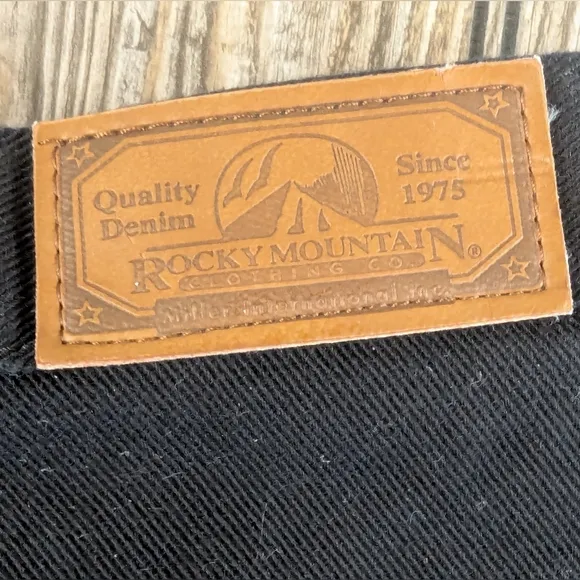 Quality
Denim
Since
1975
ROCKY MOUNTAIN®
CLOTHING CO.
Miller International Inc.